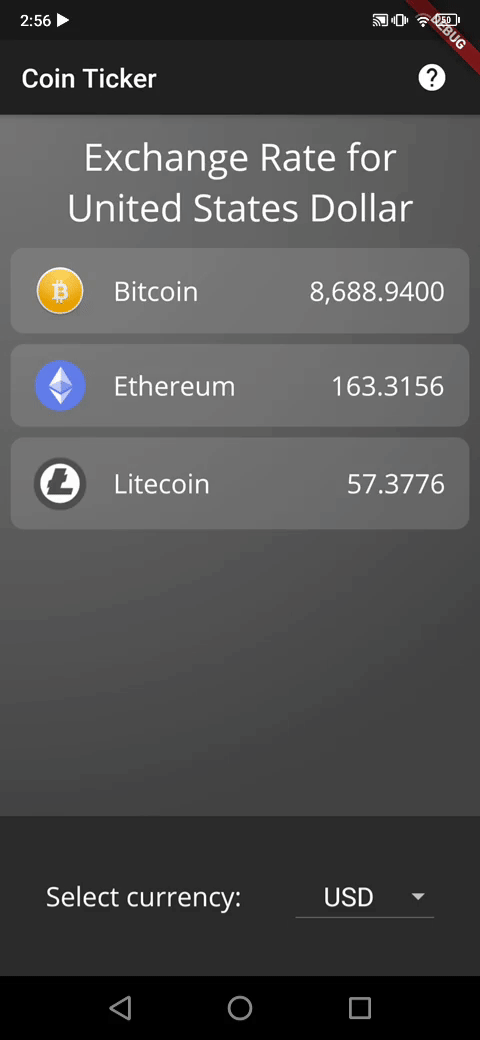 2:56
50
DEBUG
Coin Ticker
?
Exchange Rate for
United States Dollar
Bitcoin 8,688.9400
Ethereum 163.3156
Litecoin 57.3776
Select currency: USD